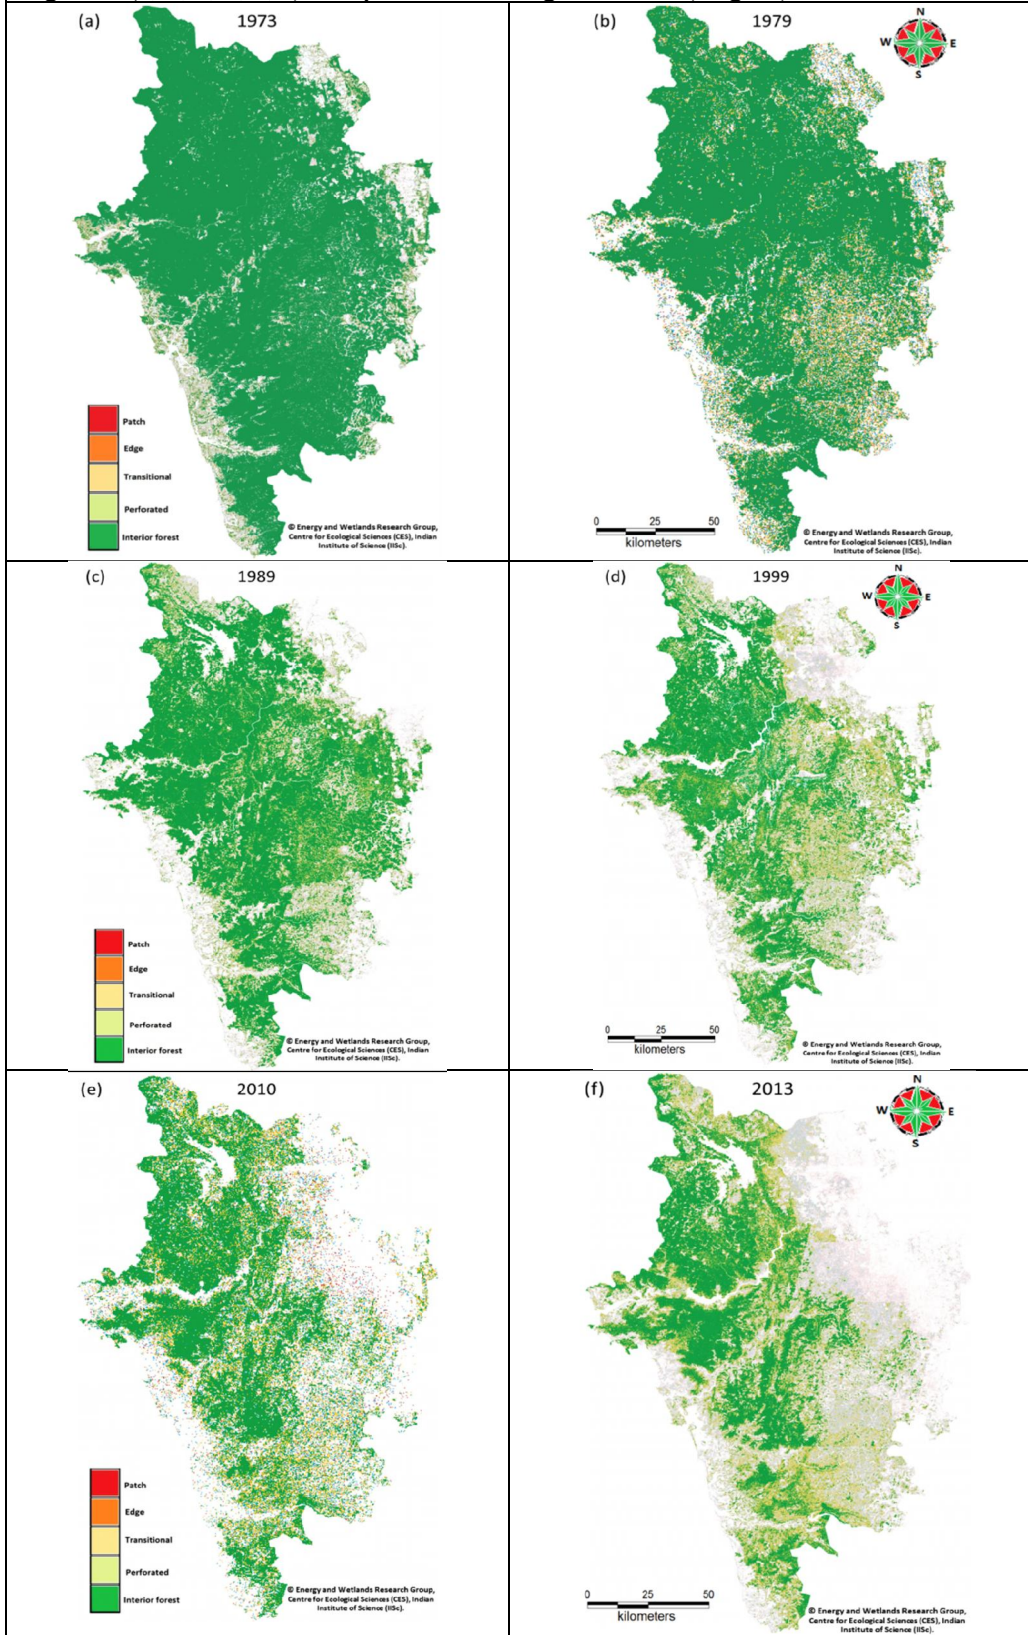 (a) 1973
Patch
Edge
Transitional
Perforated
Interior forest
© Energy and Wetlands Research Group,
Centre for Ecological Sciences (CES), Indian
Institute of Science (IISc).
(b) 1979
N
W E
S
0 25 50
kilometers
© Energy and Wetlands Research Group,
Centre for Ecological Sciences (CES), Indian
Institute of Science (IISc).
(c) 1989
Patch
Edge
Transitional
Perforated
Interior forest
© Energy and Wetlands Research Group,
Centre for Ecological Sciences (CES), Indian
Institute of Science (IISc).
(d) 1999
N
W E
S
0 25 50
kilometers
© Energy and Wetlands Research Group,
Centre for Ecological Sciences (CES), Indian
Institute of Science (IISc).
(e) 2010
Patch
Edge
Transitional
Perforated
Interior forest
© Energy and Wetlands Research Group,
Centre for Ecological Sciences (CES), Indian
Institute of Science (IISc).
(f) 2013
N
W E
S
0 25 50
kilometers
© Energy and Wetlands Research Group,
Centre for Ecological Sciences (CES), Indian
Institute of Science (IISc).